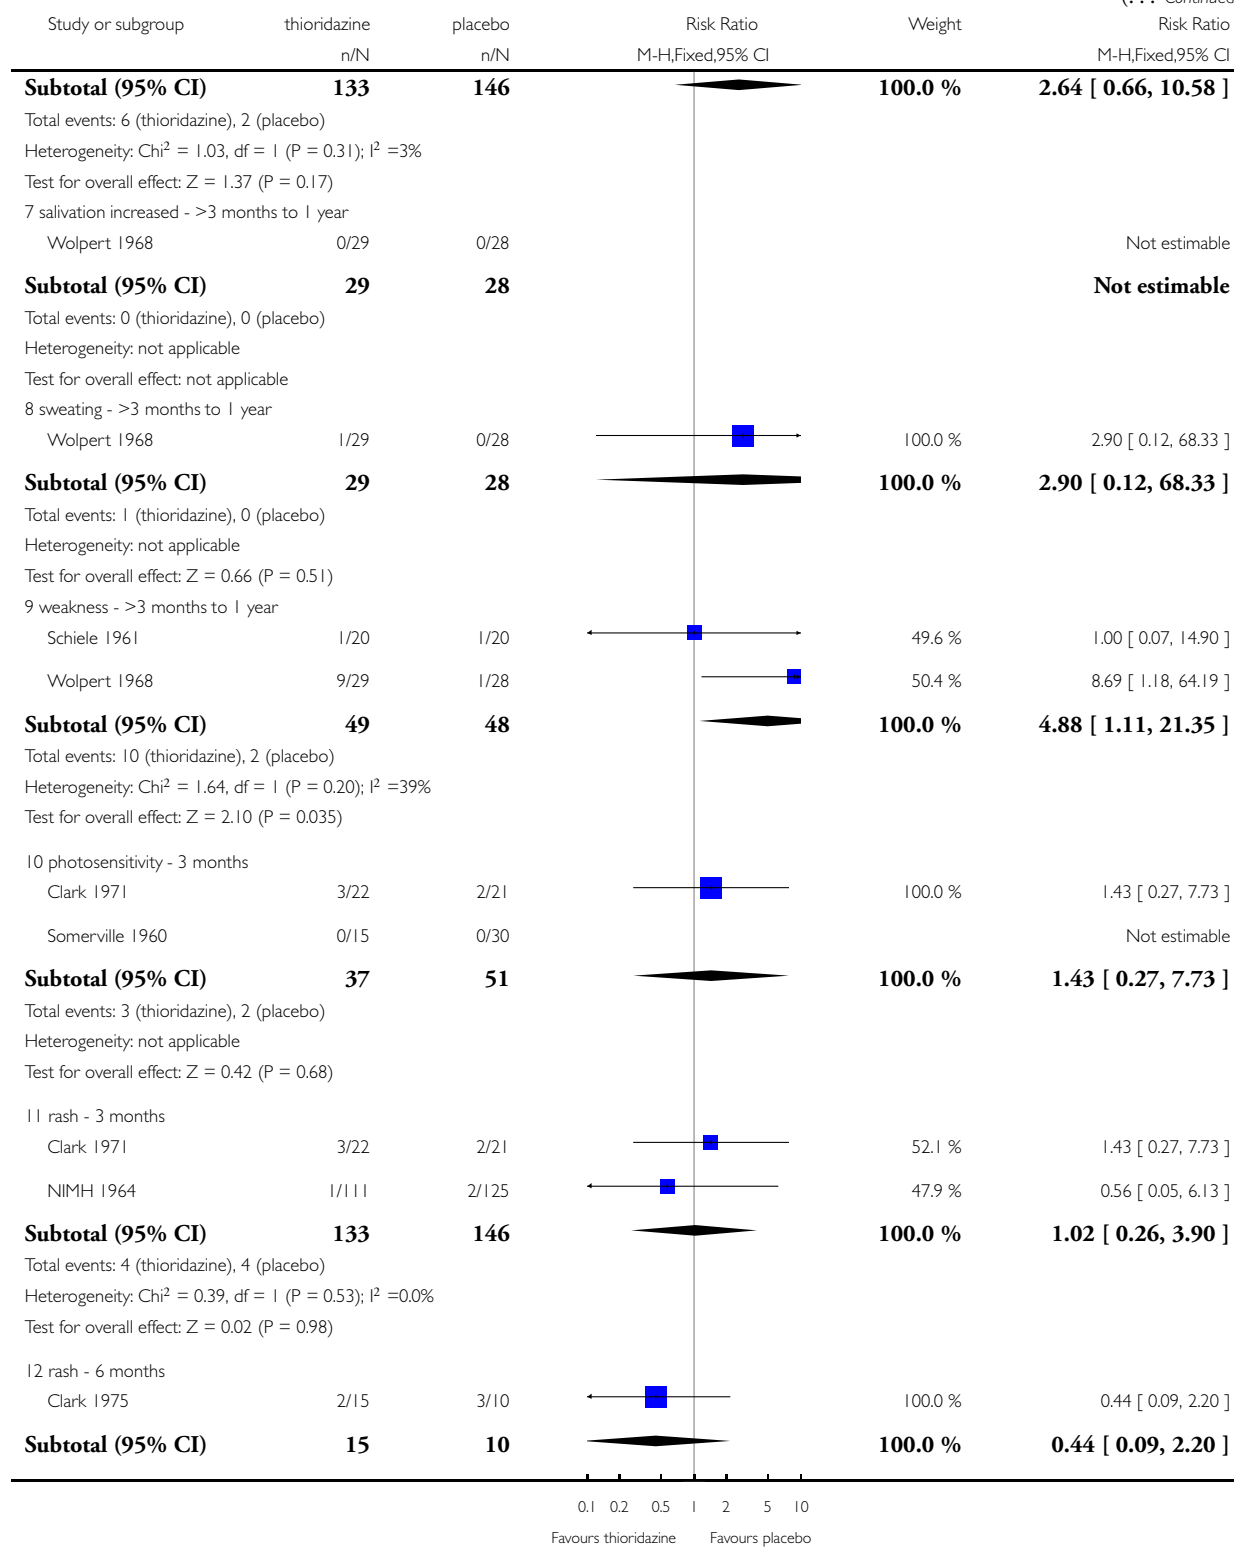 (. . . Continued
Study or subgroup thioridazine placebo Risk Ratio Weight Risk Ratio
n/N n/N M-H,Fixed,95% CI M-H,Fixed,95% CI
Subtotal (95% CI) 133 146 100.0 % 2.64 [ 0.66, 10.58 ]
Total events: 6 (thioridazine), 2 (placebo)
Heterogeneity: Chi² = 1.03, df = 1 (P = 0.31); I² =3%
Test for overall effect: Z = 1.37 (P = 0.17)
7 salivation increased - >3 months to 1 year
Wolpert 1968 0/29 0/28 Not estimable
Subtotal (95% CI) 29 28 Not estimable
Total events: 0 (thioridazine), 0 (placebo)
Heterogeneity: not applicable
Test for overall effect: not applicable
8 sweating - >3 months to 1 year
Wolpert 1968 1/29 0/28 100.0 % 2.90 [ 0.12, 68.33 ]
Subtotal (95% CI) 29 28 100.0 % 2.90 [ 0.12, 68.33 ]
Total events: 1 (thioridazine), 0 (placebo)
Heterogeneity: not applicable
Test for overall effect: Z = 0.66 (P = 0.51)
9 weakness - >3 months to 1 year
Schiele 1961 1/20 1/20 49.6 % 1.00 [ 0.07, 14.90 ]
Wolpert 1968 9/29 1/28 50.4 % 8.69 [ 1.18, 64.19 ]
Subtotal (95% CI) 49 48 100.0 % 4.88 [ 1.11, 21.35 ]
Total events: 10 (thioridazine), 2 (placebo)
Heterogeneity: Chi² = 1.64, df = 1 (P = 0.20); I² =39%
Test for overall effect: Z = 2.10 (P = 0.035)
10 photosensitivity - 3 months
Clark 1971 3/22 2/21 100.0 % 1.43 [ 0.27, 7.73 ]
Somerville 1960 0/15 0/30 Not estimable
Subtotal (95% CI) 37 51 100.0 % 1.43 [ 0.27, 7.73 ]
Total events: 3 (thioridazine), 2 (placebo)
Heterogeneity: not applicable
Test for overall effect: Z = 0.42 (P = 0.68)
11 rash - 3 months
Clark 1971 3/22 2/21 52.1 % 1.43 [ 0.27, 7.73 ]
NIMH 1964 1/111 2/125 47.9 % 0.56 [ 0.05, 6.13 ]
Subtotal (95% CI) 133 146 100.0 % 1.02 [ 0.26, 3.90 ]
Total events: 4 (thioridazine), 4 (placebo)
Heterogeneity: Chi² = 0.39, df = 1 (P = 0.53); I² =0.0%
Test for overall effect: Z = 0.02 (P = 0.98)
12 rash - 6 months
Clark 1975 2/15 3/10 100.0 % 0.44 [ 0.09, 2.20 ]
Subtotal (95% CI) 15 10 100.0 % 0.44 [ 0.09, 2.20 ]
0.1 0.2 0.5 1 2 5 10
Favours thioridazine Favours placebo